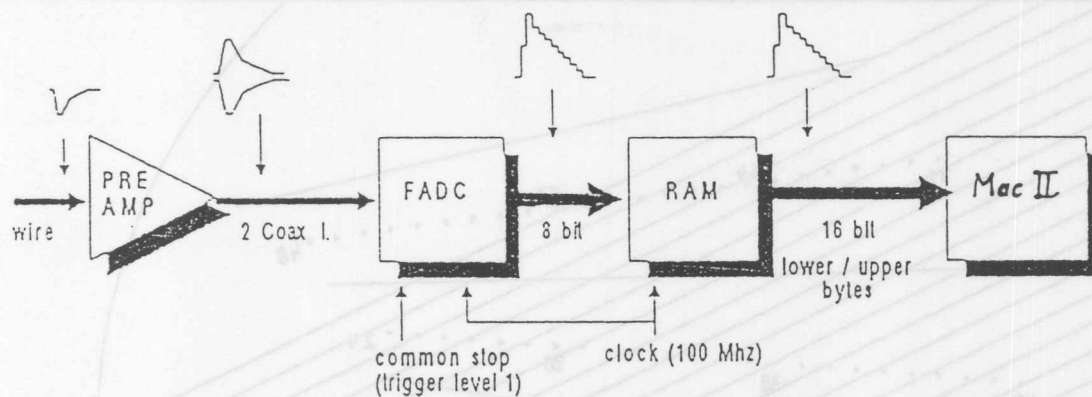 PRE
AMP
FADC
RAM
Mac II
wire
2 Coax l.
8 bit
16 bit
lower / upper
bytes
common stop
(trigger level 1)
clock (100 Mhz)